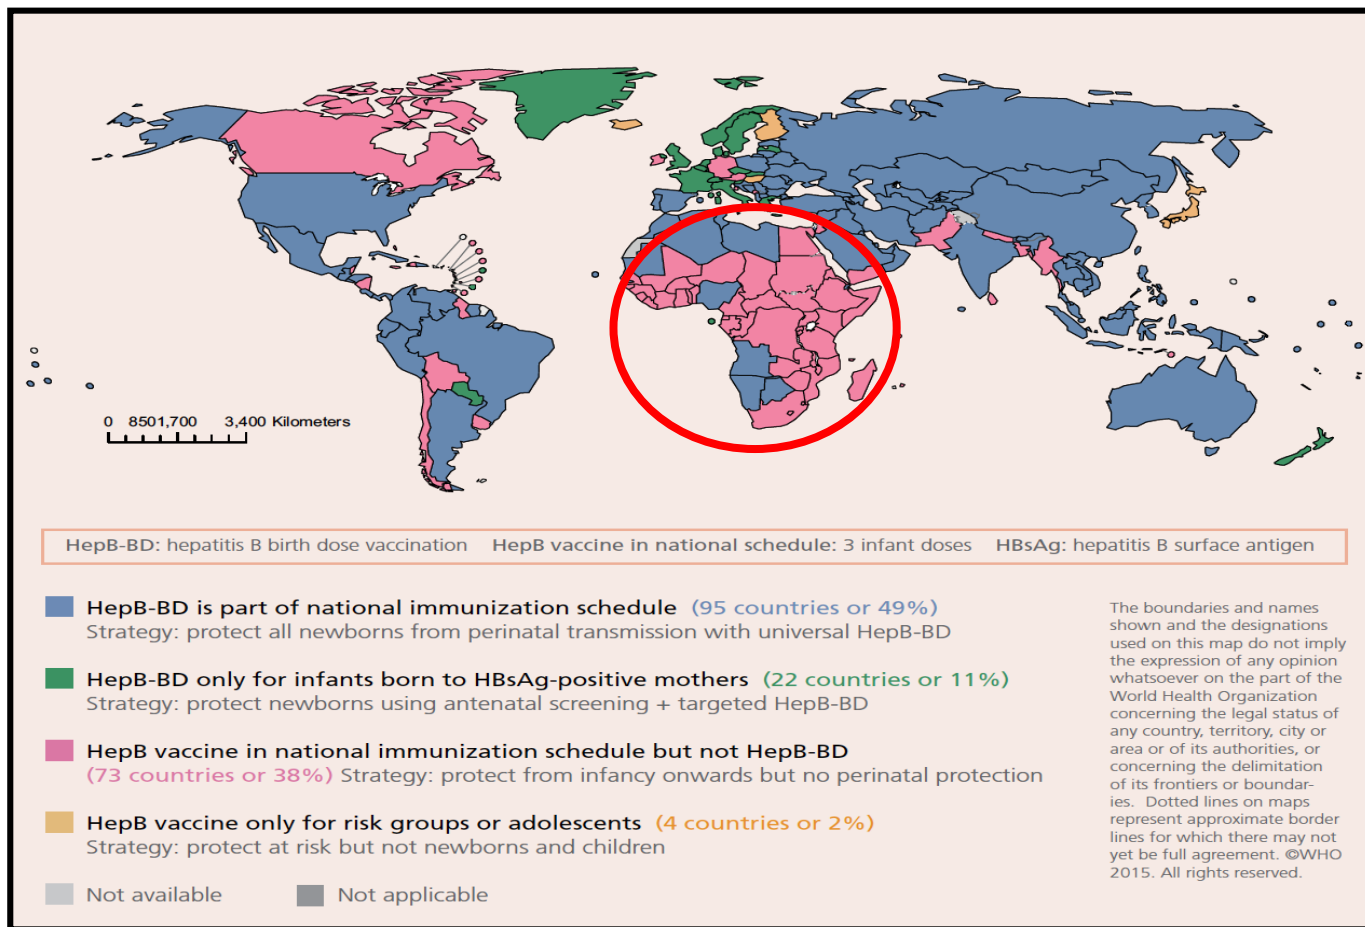 0 8501,700 3,400 Kilometers
HepB-BD: hepatitis B birth dose vaccination HepB vaccine in national schedule: 3 infant doses HBsAg: hepatitis B surface antigen
HepB-BD is part of national immunization schedule (95 countries or 49%)
Strategy: protect all newborns from perinatal transmission with universal HepB-BD
HepB-BD only for infants born to HBsAg-positive mothers (22 countries or 11%)
Strategy: protect newborns using antenatal screening + targeted HepB-BD
HepB vaccine in national immunization schedule but not HepB-BD
(73 countries or 38%) Strategy: protect from infancy onwards but no perinatal protection
HepB vaccine only for risk groups or adolescents (4 countries or 2%)
Strategy: protect at risk but not newborns and children
Not available Not applicable
The boundaries and names
shown and the designations
used on this map do not imply
the expression of any opinion
whatsoever on the part of the
World Health Organization
concerning the legal status of
any country, territory, city or
area or of its authorities, or
concerning the delimitation
of its frontiers or boundar-
ies. Dotted lines on maps
represent approximate border
lines for which there may not
yet be full agreement. ©WHO
2015. All rights reserved.